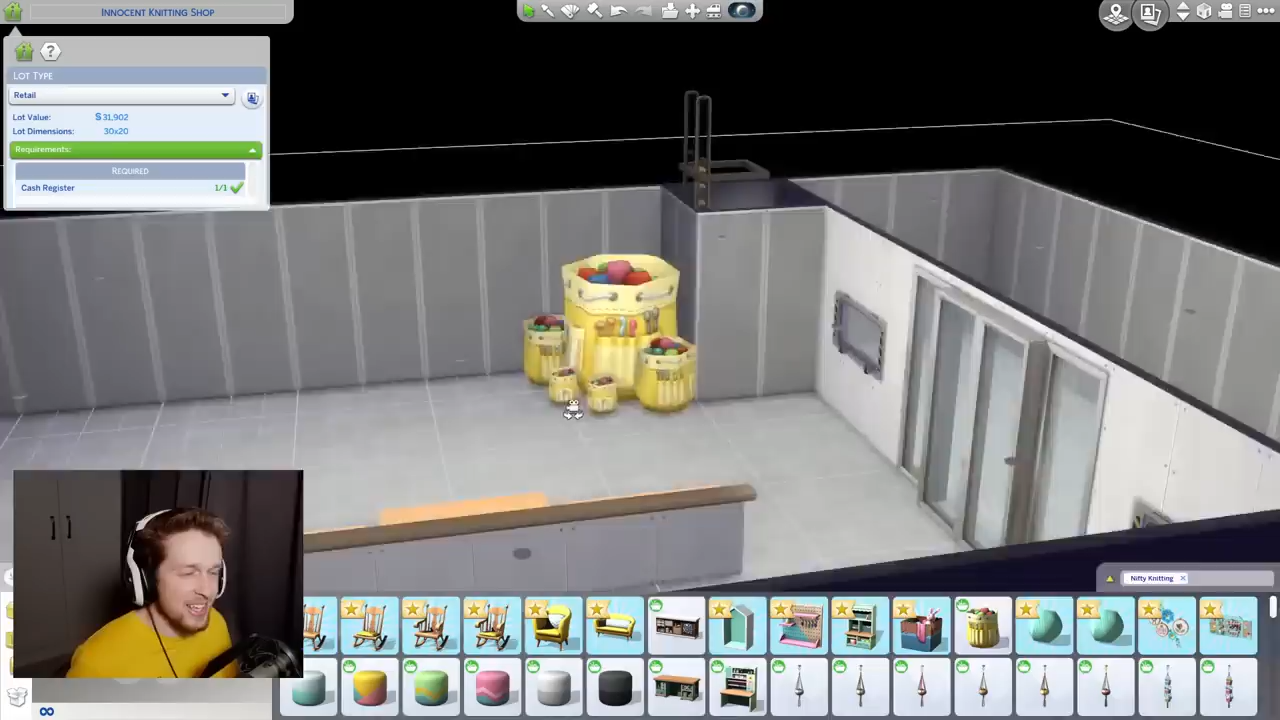 INNOCENT KNITTING SHOP
LOT TYPE
Retail
Lot Value: §31,902
Lot Dimensions: 30x20
Requirements:
REQUIRED
Cash Register 1/1
Nifty Knitting